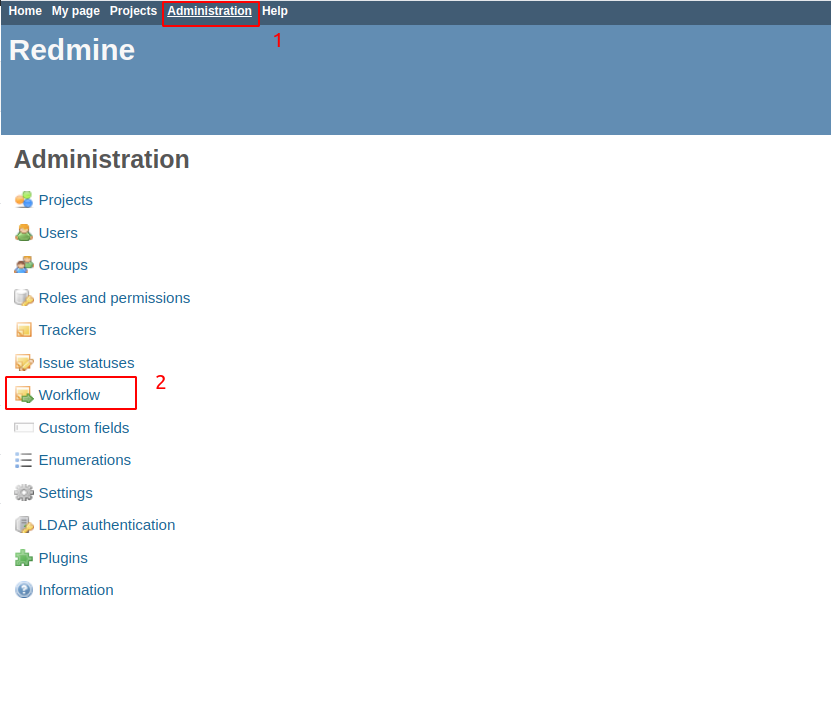 Home My page Projects Administration Help
1
Redmine
Administration
Projects
Users
Groups
Roles and permissions
Trackers
Issue statuses
Workflow
2
Custom fields
Enumerations
Settings
LDAP authentication
Plugins
Information